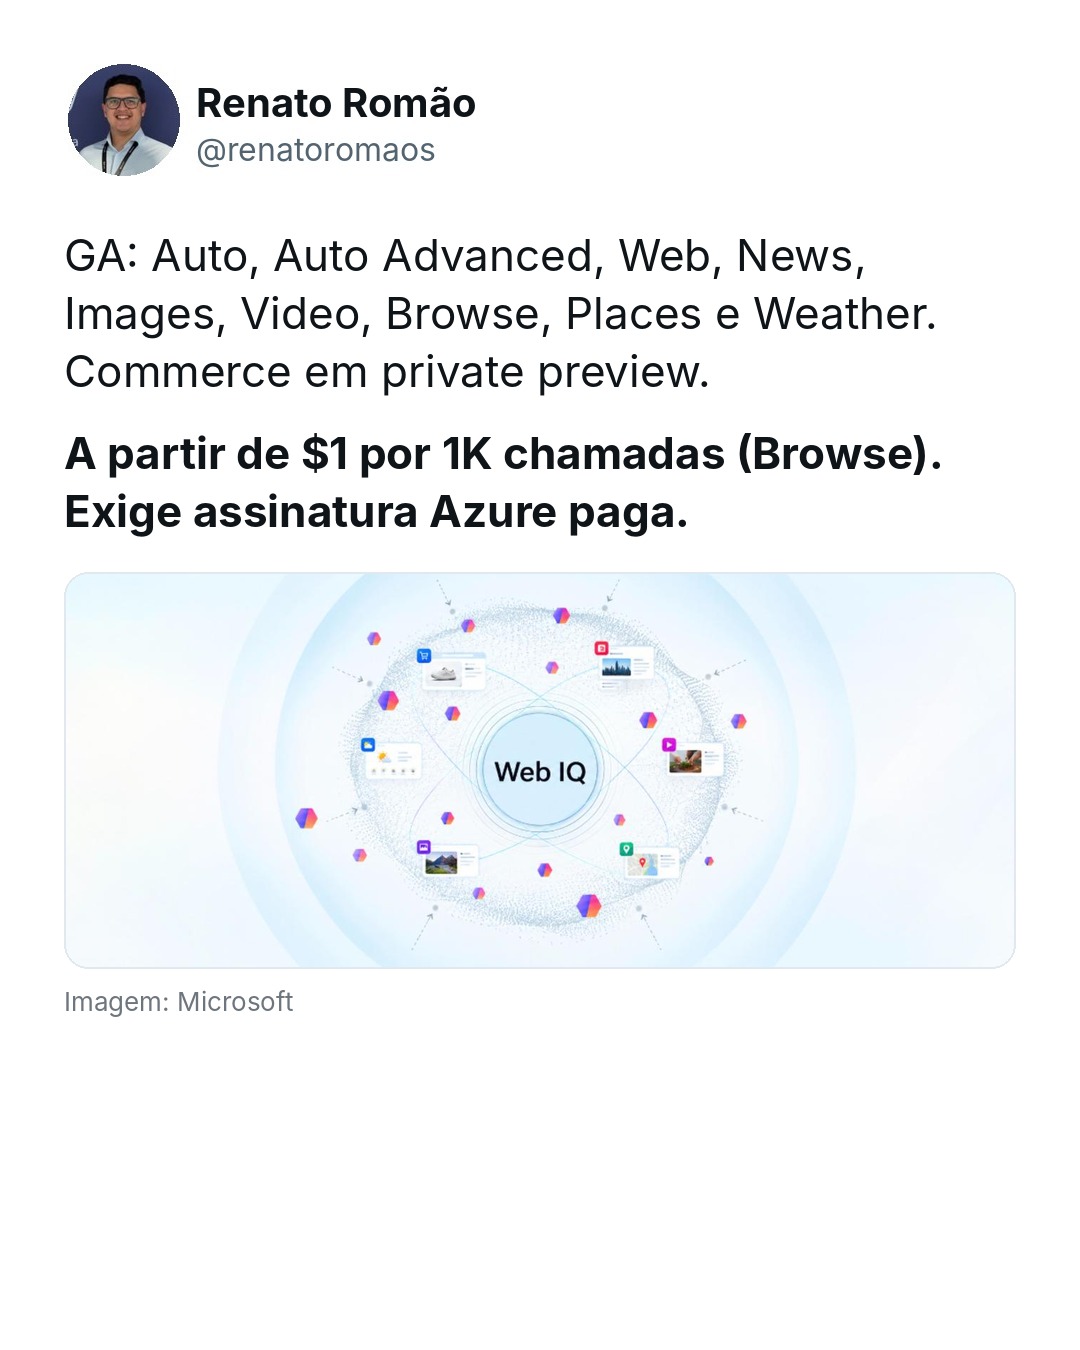 Renato Romão
@renatoromaos
GA: Auto, Auto Advanced, Web, News,
Images, Video, Browse, Places e Weather.
Commerce em private preview.
A partir de $1 por 1K chamadas (Browse).
Exige assinatura Azure paga.
Web IQ
Imagem: Microsoft